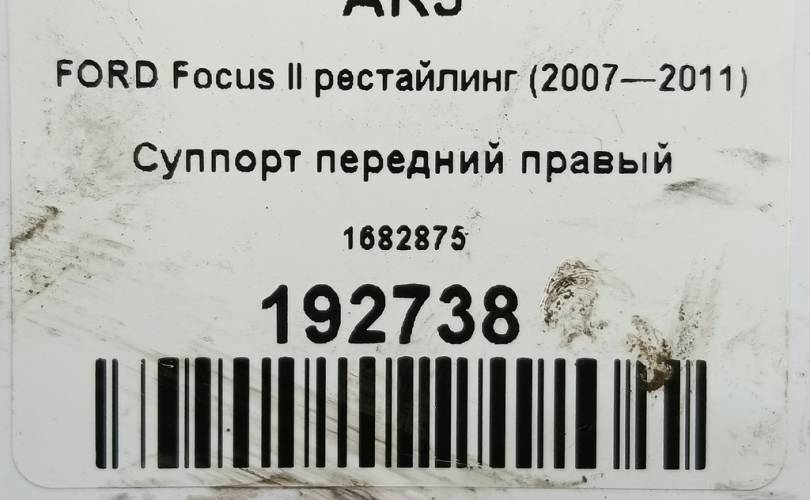 FORD Focus II рестайлинг (2007—2011)
Суппорт передний правый
1682875
192738